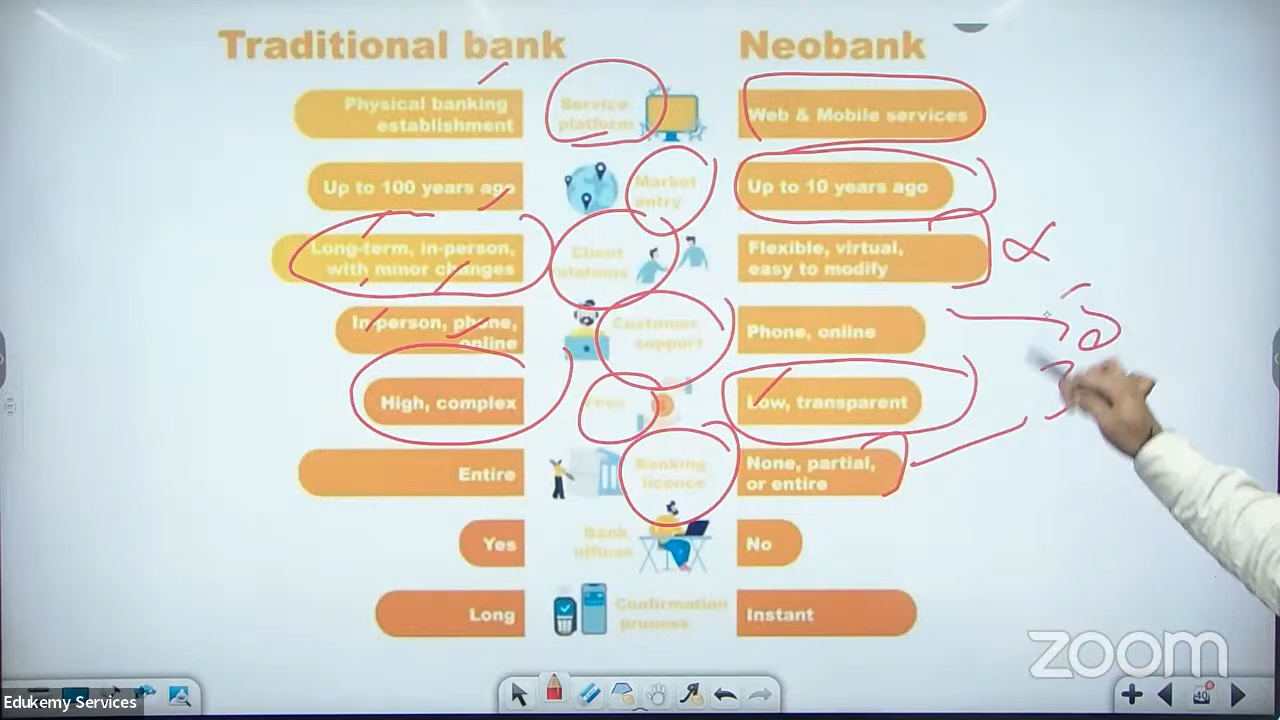 Traditional bank
Neobank
Physical banking
establishment
Service
platform
Web & Mobile services
Up to 100 years ago
Market
entry
Up to 10 years ago
Long-term, in-person,
with minor changes
Client
relations
Flexible, virtual,
easy to modify
In-person, phone,
online
Customer
support
Phone, online
High, complex
Fees
Low, transparent
Entire
Banking
licence
None, partial,
or entire
Yes
Bank
offices
No
Long
Confirmation
process
Instant
zoom
Edukemy Services
40